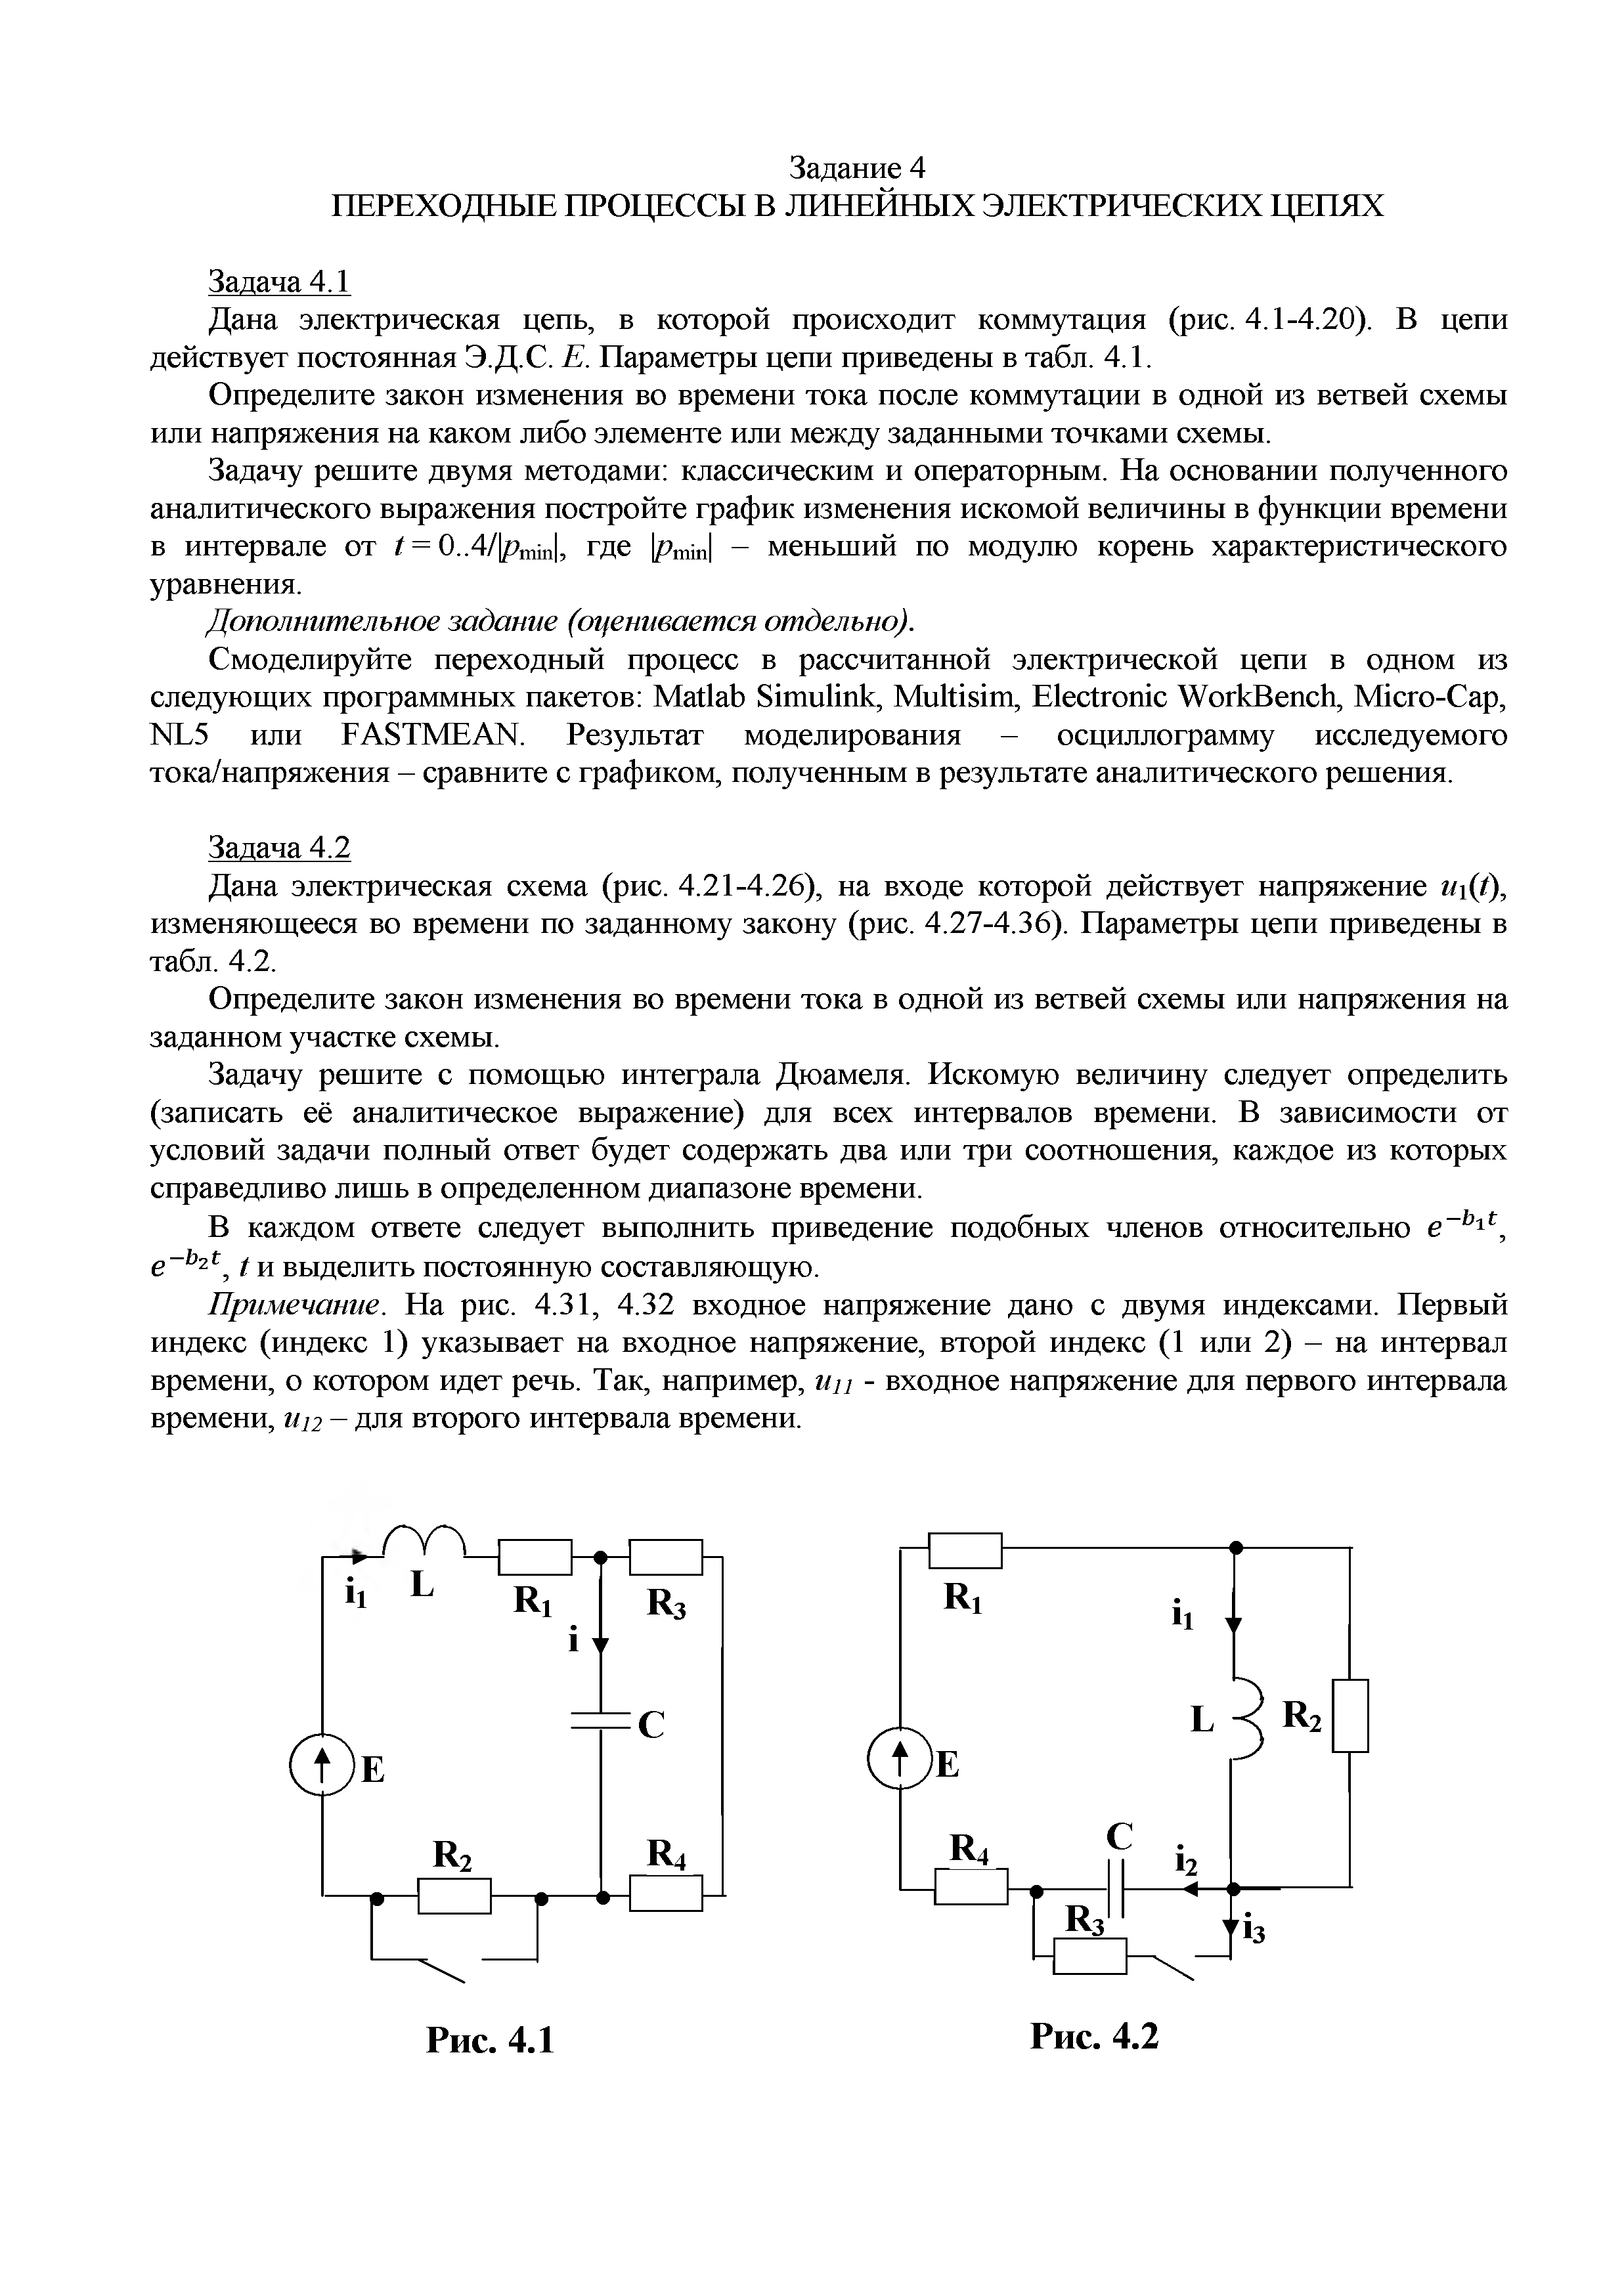 Задание 4
ПЕРЕХОДНЫЕ ПРОЦЕССЫ В ЛИНЕЙНЫХ ЭЛЕКТРИЧЕСКИХ ЦЕПЯХ
Задача 4.1
Дана электрическая цепь, в которой происходит коммутация (рис. 4.1-4.20). В цепи
действует постоянная Э.Д.С. E. Параметры цепи приведены в табл. 4.1.
Определите закон изменения во времени тока после коммутации в одной из ветвей схемы
или напряжения на каком либо элементе или между заданными точками схемы.
Задачу решите двумя методами: классическим и операторным. На основании полученного
аналитического выражения постройте график изменения искомой величины в функции времени
в интервале от t = 0..4/|pmin|, где |pmin| – меньший по модулю корень характеристического
уравнения.
Дополнительное задание (оценивается отдельно).
Смоделируйте переходный процесс в рассчитанной электрической цепи в одном из
следующих программных пакетов: Matlab Simulink, Multisim, Electronic WorkBench, Micro-Cap,
NL5 или FASTMEAN. Результат моделирования – осциллограмму исследуемого
тока/напряжения – сравните с графиком, полученным в результате аналитического решения.
Задача 4.2
Дана электрическая схема (рис. 4.21-4.26), на входе которой действует напряжение u₁(t),
изменяющееся во времени по заданному закону (рис. 4.27-4.36). Параметры цепи приведены в
табл. 4.2.
Определите закон изменения во времени тока в одной из ветвей схемы или напряжения на
заданном участке схемы.
Задачу решите с помощью интеграла Дюамеля. Искомую величину следует определить
(записать её аналитическое выражение) для всех интервалов времени. В зависимости от
условий задачи полный ответ будет содержать два или три соотношения, каждое из которых
справедливо лишь в определенном диапазоне времени.
В каждом ответе следует выполнить приведение подобных членов относительно e^{−b₁t},
e^{−b₂t}, t и выделить постоянную составляющую.
Примечание. На рис. 4.31, 4.32 входное напряжение дано с двумя индексами. Первый
индекс (индекс 1) указывает на входное напряжение, второй индекс (1 или 2) – на интервал
времени, о котором идет речь. Так, например, u₁₁ - входное напряжение для первого интервала
времени, u₁₂ – для второго интервала времени.
i₁ L R₁ R₃
i
C
E
R₂ R₄
Рис. 4.1
R₁
i₁
L R₂
E
R₄ C i₂
R₃ i₃
Рис. 4.2